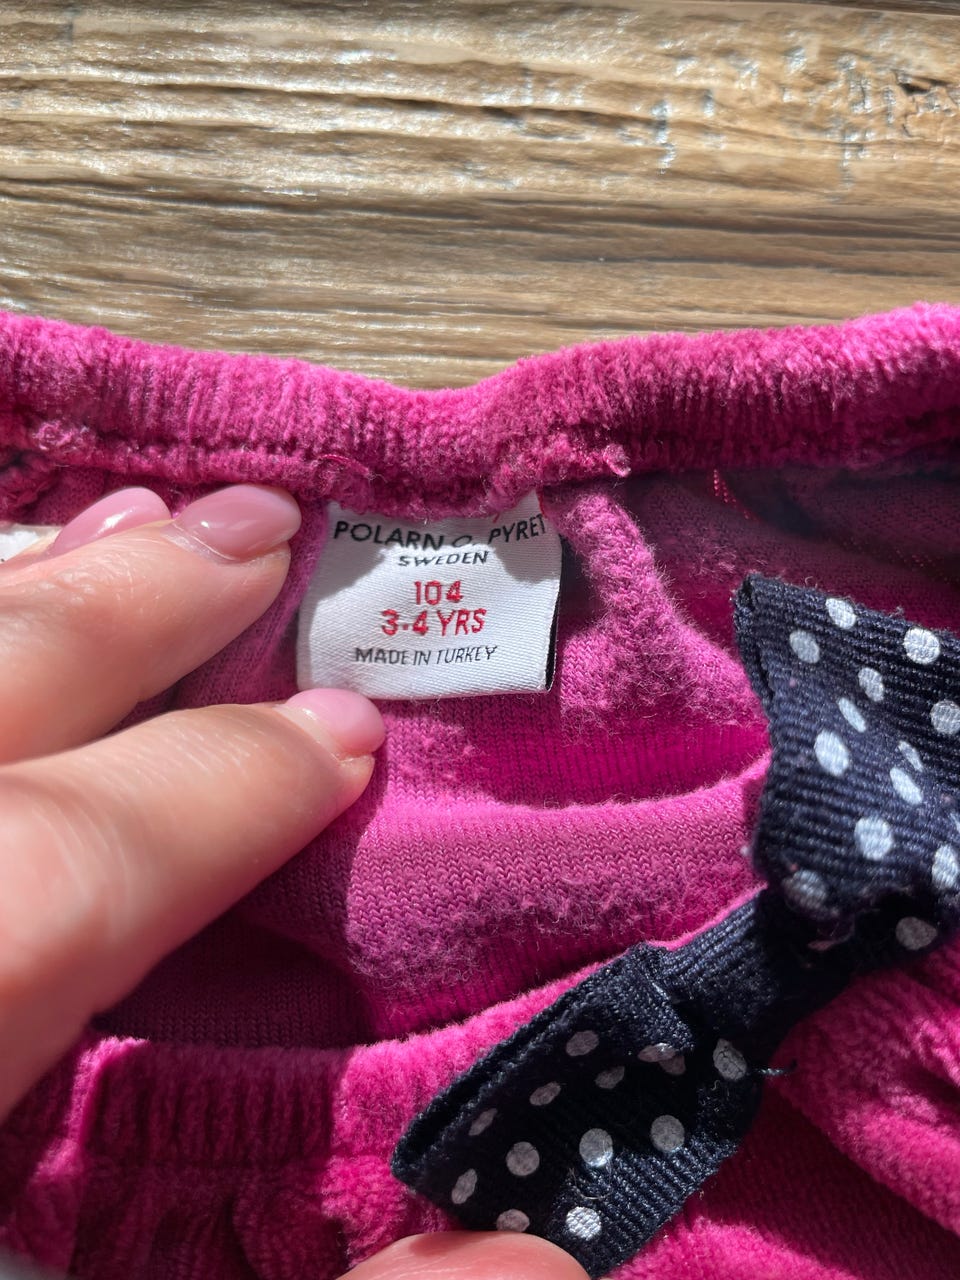 POLARN O. PYRET
SWEDEN
104
3-4 YRS
MADE IN TURKEY